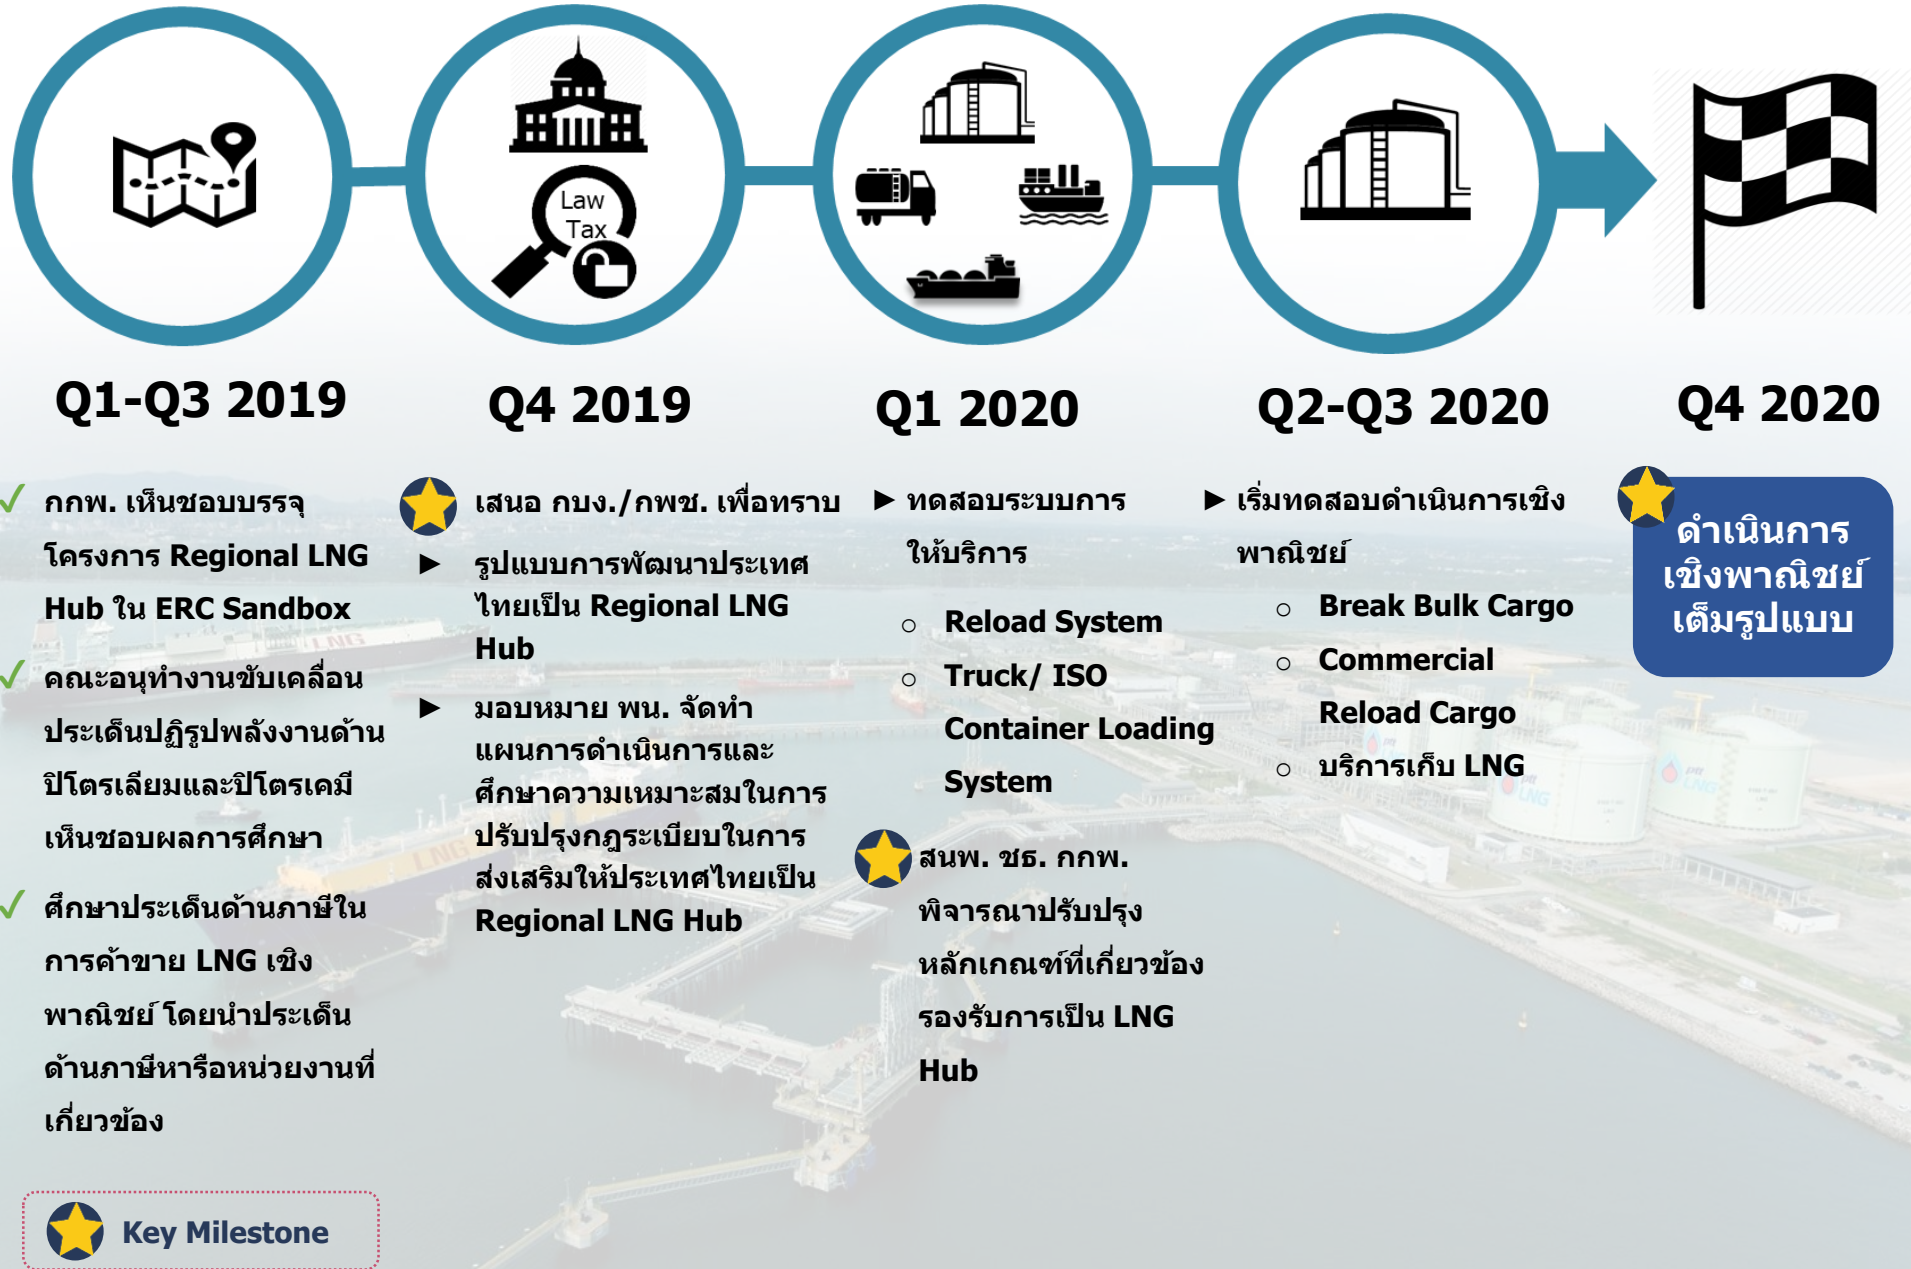 Law
Tax
Q1-Q3 2019
กกพ. เห็นชอบบรรจุ
โครงการ Regional LNG
Hub ใน ERC Sandbox
คณะอนุทำงานขับเคลื่อน
ประเด็นปฏิรูปพลังงานด้าน
ปิโตรเลียมและปิโตรเคมี
เห็นชอบผลการศึกษา
ศึกษาประเด็นด้านภาษีใน
การค้าขาย LNG เชิง
พาณิชย์ โดยนำประเด็น
ด้านภาษีหารือหน่วยงานที่
เกี่ยวข้อง
Q4 2019
เสนอ กบง./กพช. เพื่อทราบ
► รูปแบบการพัฒนาประเทศ
ไทยเป็น Regional LNG
Hub
► มอบหมาย พน. จัดทำ
แผนการดำเนินการและ
ศึกษาความเหมาะสมในการ
ปรับปรุงกฎระเบียบในการ
ส่งเสริมให้ประเทศไทยเป็น
Regional LNG Hub
Q1 2020
► ทดสอบระบบการ
ให้บริการ
o Reload System
o Truck/ ISO
Container Loading
System
สนพ. ชธ. กกพ.
พิจารณาปรับปรุง
หลักเกณฑ์ที่เกี่ยวข้อง
รองรับการเป็น LNG
Hub
Q2-Q3 2020
► เริ่มทดสอบดำเนินการเชิง
พาณิชย์
o Break Bulk Cargo
o Commercial
Reload Cargo
o บริการเก็บ LNG
Q4 2020
ดำเนินการ
เชิงพาณิชย์
เต็มรูปแบบ
LNG
LNG
ptt
LNG
ptt
LNG
Key Milestone